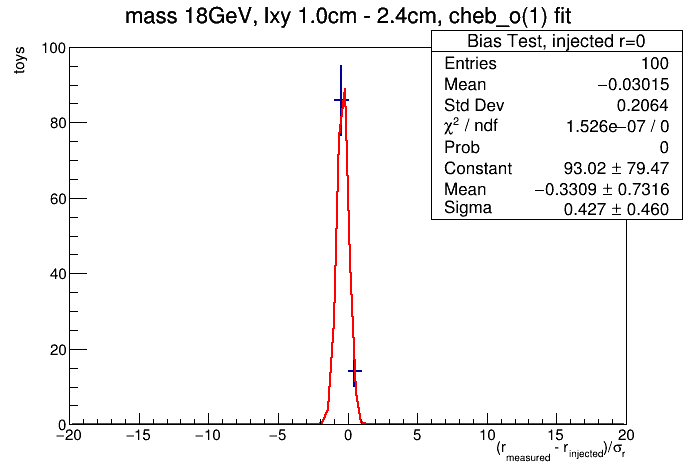 mass 18GeV, lxy 1.0cm - 2.4cm, cheb_o(1) fit
toys
Bias Test, injected r=0
Entries 100
Mean −0.03015
Std Dev 0.2064
χ² / ndf 1.526e−07 / 0
Prob 0
Constant 93.02 ± 79.47
Mean −0.3309 ± 0.7316
Sigma 0.427 ± 0.460
100
80
60
40
20
0
−20 −15 −10 −5 0 5 10 15 20
(r_measured - r_injected)/σ_r